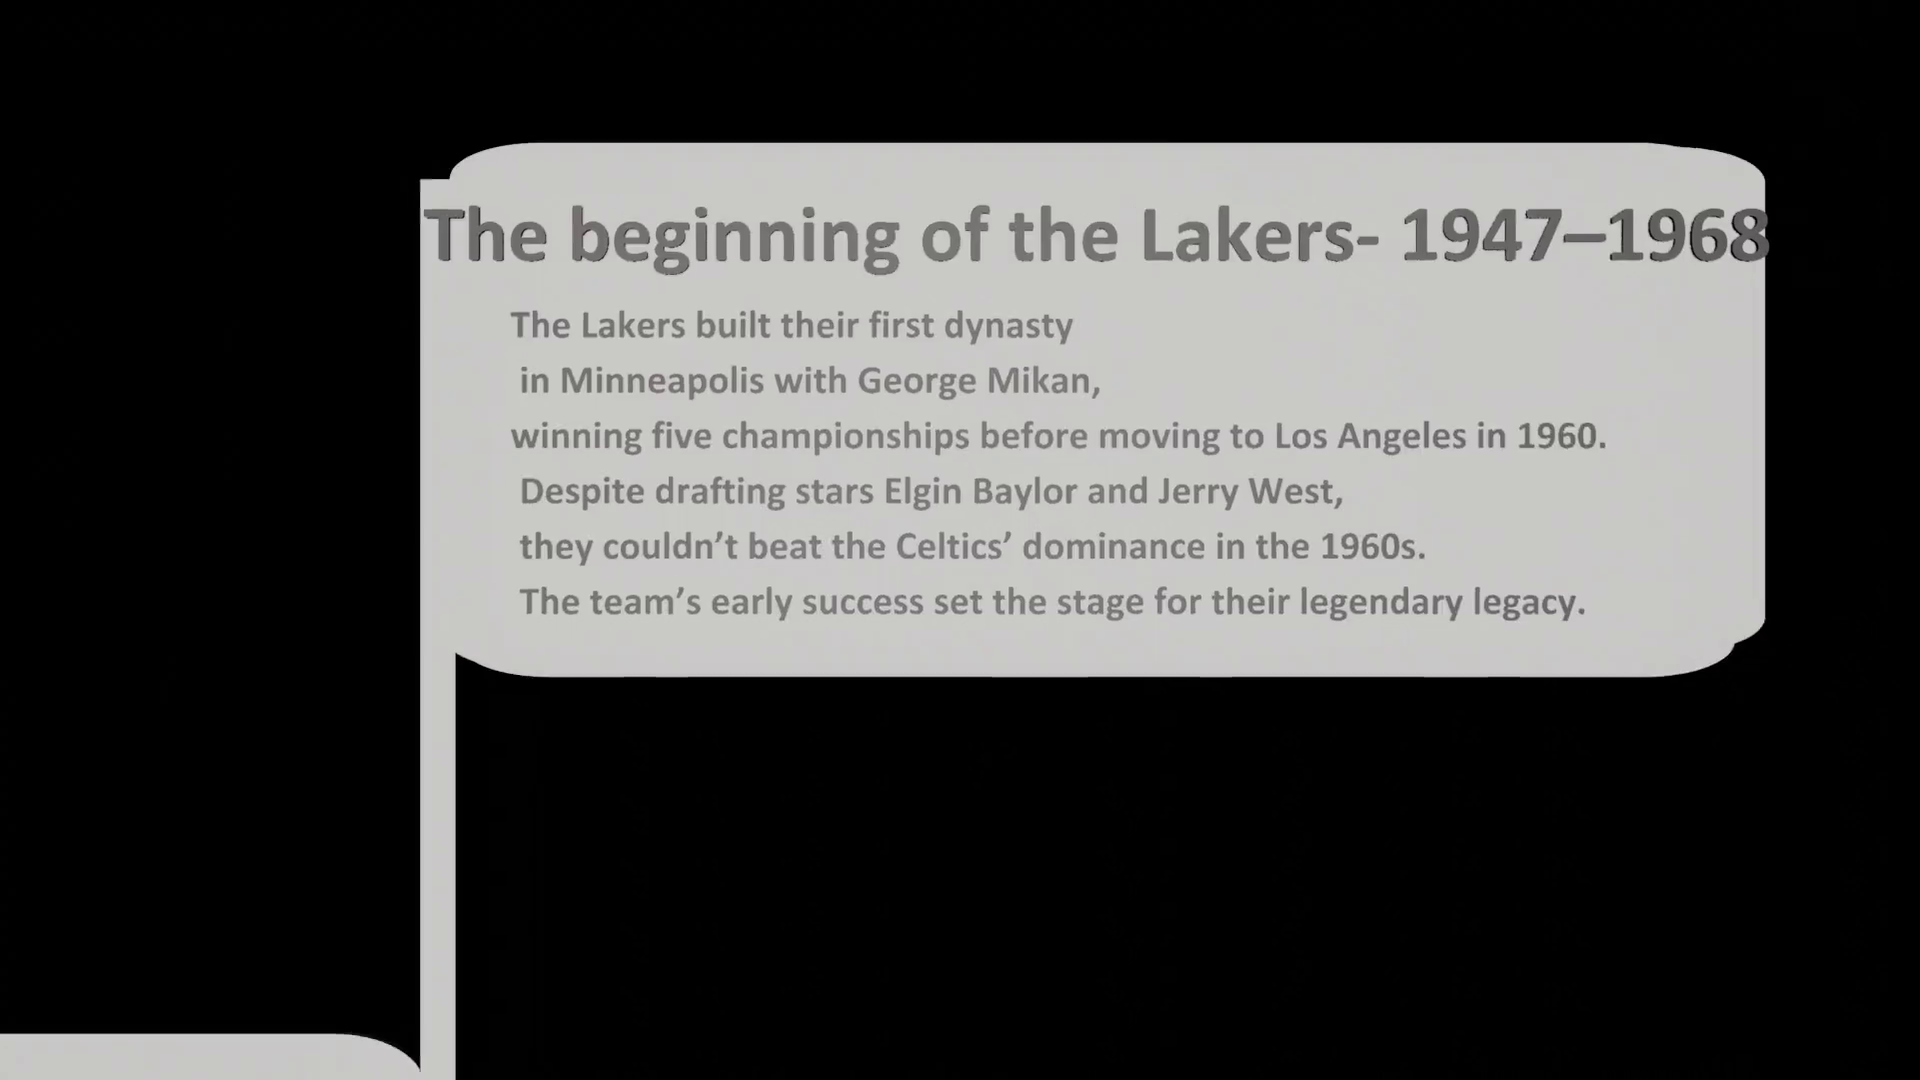 The beginning of the Lakers- 1947–1968
The Lakers built their first dynasty
in Minneapolis with George Mikan,
winning five championships before moving to Los Angeles in 1960.
Despite drafting stars Elgin Baylor and Jerry West,
they couldn’t beat the Celtics’ dominance in the 1960s.
The team’s early success set the stage for their legendary legacy.